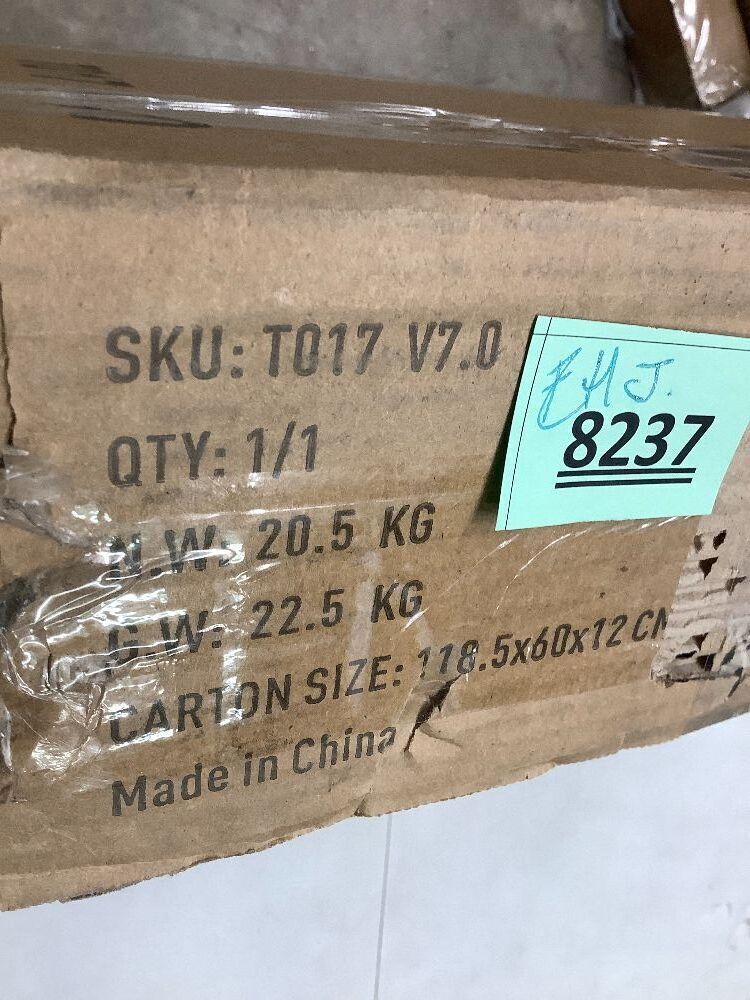 SKU: T017 V7.0
QTY: 1/1
N.W: 20.5 KG
G.W: 22.5 KG
CARTON SIZE: 118.5x60x12 CM
Made in China
EHJ.
8237